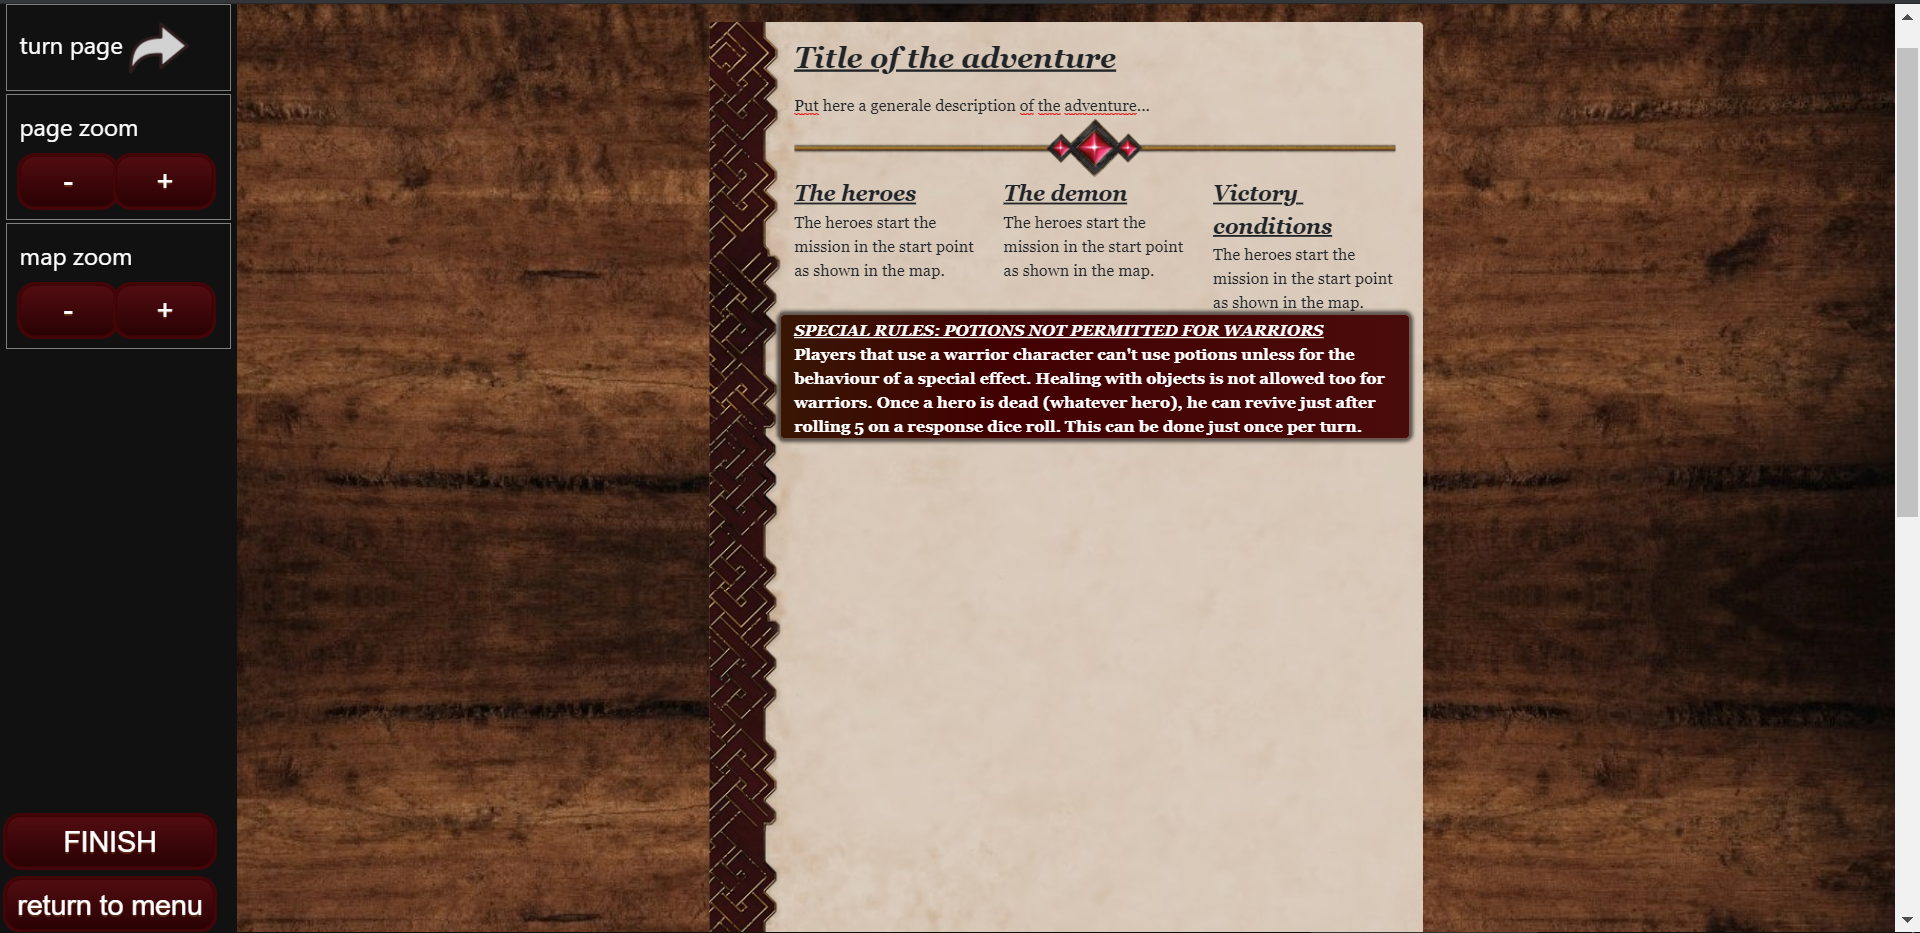 turn page
page zoom
- +
map zoom
- +
FINISH
return to menu
Title of the adventure
Put here a generale description of the adventure...
The heroes
The heroes start the
mission in the start point
as shown in the map.
The demon
The heroes start the
mission in the start point
as shown in the map.
Victory
conditions
The heroes start the
mission in the start point
as shown in the map.
SPECIAL RULES: POTIONS NOT PERMITTED FOR WARRIORS
Players that use a warrior character can't use potions unless for the
behaviour of a special effect. Healing with objects is not allowed too for
warriors. Once a hero is dead (whatever hero), he can revive just after
rolling 5 on a response dice roll. This can be done just once per turn.